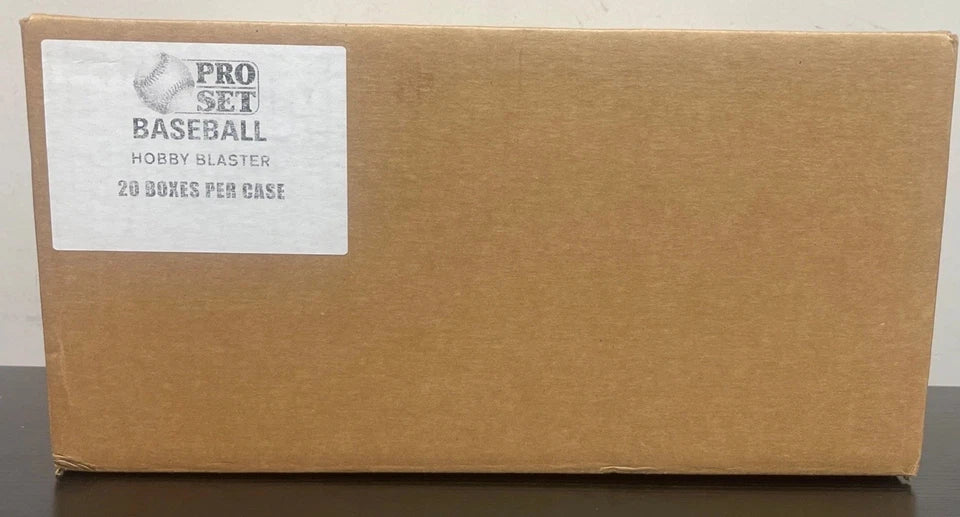 PRO
SET
BASEBALL
HOBBY BLASTER
20 BOXES PER CASE